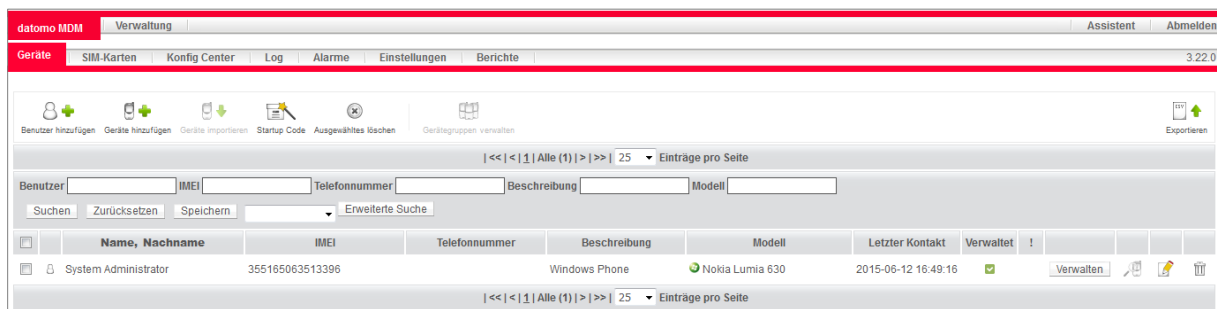 datomo MDM Verwaltung Assistent Abmelden
Geräte SIM-Karten Konfig Center Log Alarme Einstellungen Berichte 3.22.0
Benutzer hinzufügen Geräte hinzufügen Geräte importieren Startup Code Ausgewähltes löschen Gerätegruppen verwalten CSV Exportieren
| << | < | 1 | Alle (1) | > | >> | 25 Einträge pro Seite
Benutzer IMEI Telefonnummer Beschreibung Modell
Suchen Zurücksetzen Speichern Erweiterte Suche
Name, Nachname IMEI Telefonnummer Beschreibung Modell Letzter Kontakt Verwaltet !
System Administrator 355165063513396 Windows Phone Nokia Lumia 630 2015-06-12 16:49:16 Verwalten
| << | < | 1 | Alle (1) | > | >> | 25 Einträge pro Seite